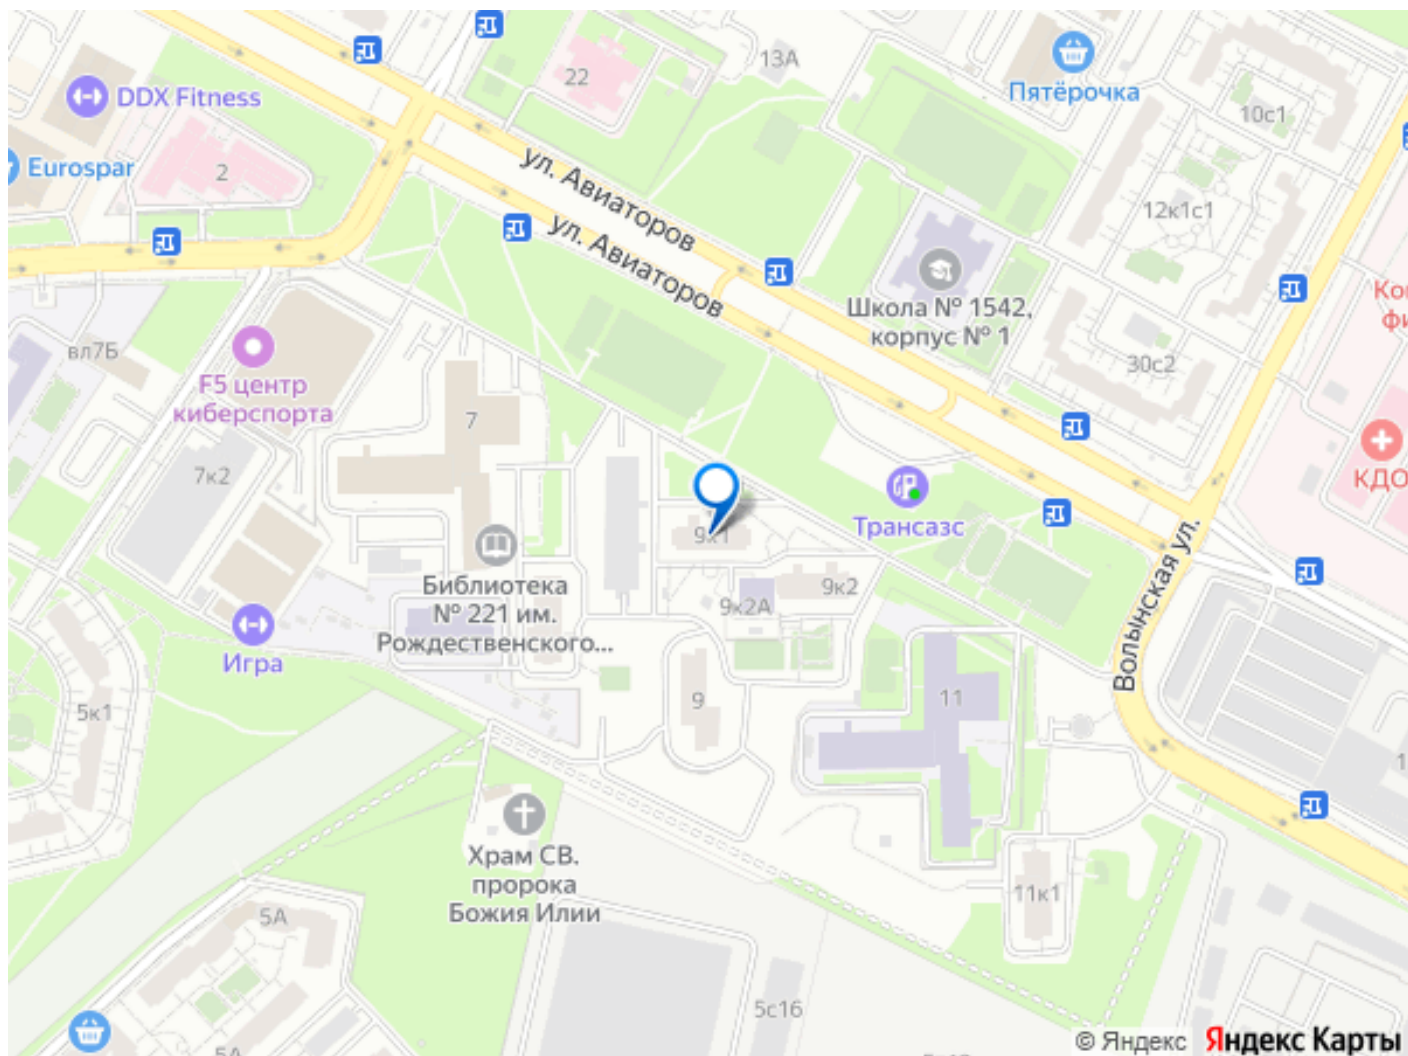 DDX Fitness
22
13А
Пятёрочка
10с1
Eurospar
2
ул. Авиаторов
ул. Авиаторов
12к1с1
Школа № 1542,
корпус № 1
30с2
вл7Б
F5 центр
киберспорта
7
7к2
КДО
Трансазс
9к1
Волынская ул.
Библиотека
№ 221 им.
Рождественского...
9к2
9к2А
Игра
5к1
9
11
Храм СВ.
пророка
Божия Илии
11к1
5А
5с16
5А
© Яндекс Яндекс Карты